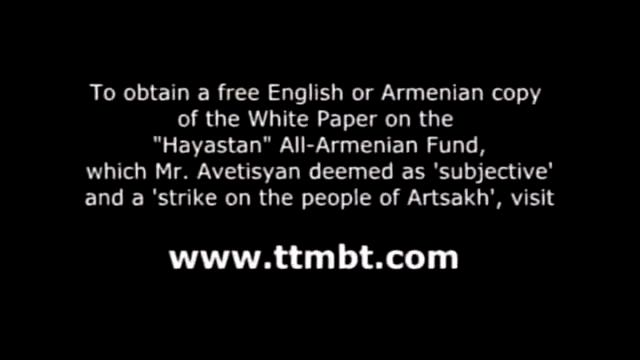 To obtain a free English or Armenian copy
of the White Paper on the
"Hayastan" All-Armenian Fund,
which Mr. Avetisyan deemed as 'subjective'
and a 'strike on the people of Artsakh', visit
www.ttmbt.com